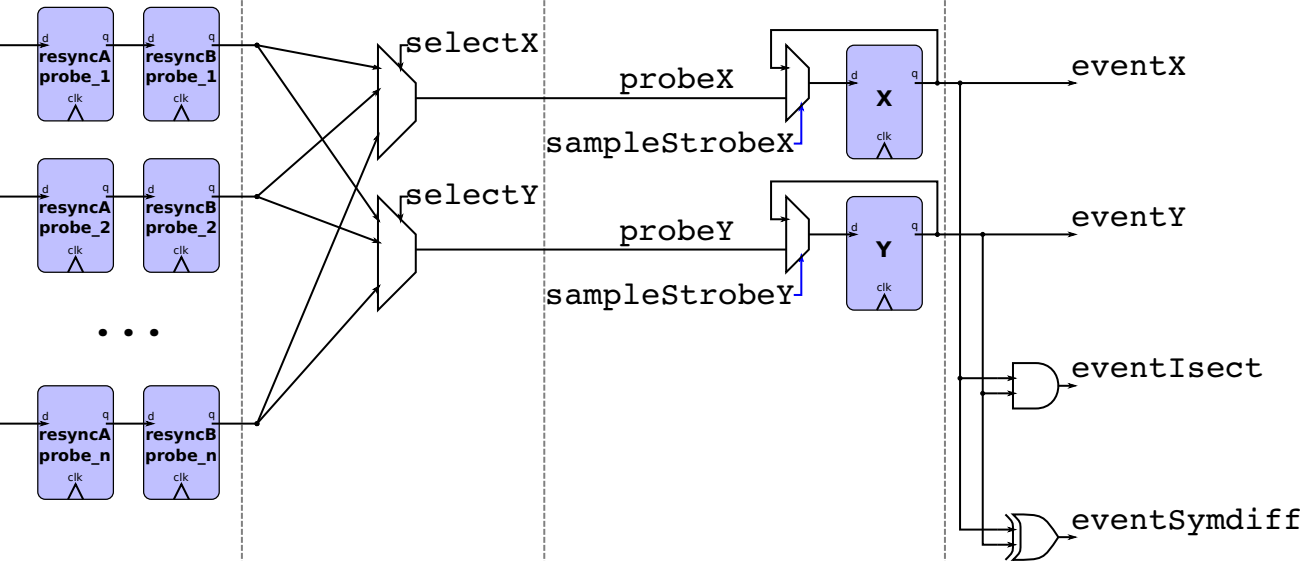 d q
resyncA
probe_1
clk
d q
resyncB
probe_1
clk
selectX
probeX
sampleStrobeX
d q
X
clk
eventX
d q
resyncA
probe_2
clk
d q
resyncB
probe_2
clk
selectY
probeY
sampleStrobeY
d q
Y
clk
eventY
...
eventIsect
d q
resyncA
probe_n
clk
d q
resyncB
probe_n
clk
eventSymdiff